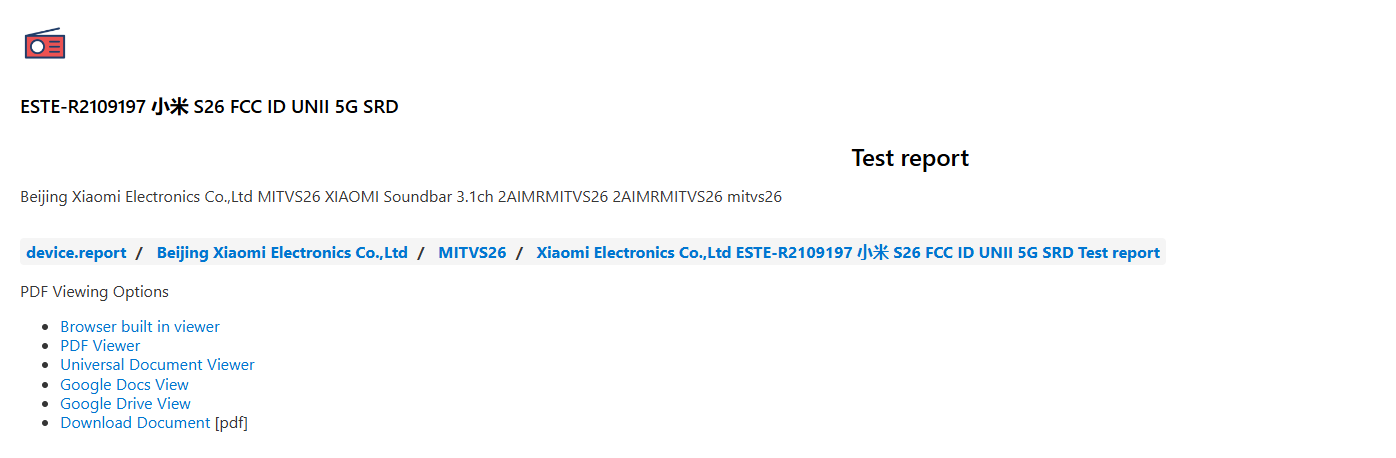 ESTE-R2109197 小米 S26 FCC ID UNII 5G SRD
Test report
Beijing Xiaomi Electronics Co.,Ltd MITVS26 XIAOMI Soundbar 3.1ch 2AIMRMITVS26 2AIMRMITVS26 mitvs26
device.report / Beijing Xiaomi Electronics Co.,Ltd / MITVS26 / Xiaomi Electronics Co.,Ltd ESTE-R2109197 小米 S26 FCC ID UNII 5G SRD Test report
PDF Viewing Options
Browser built in viewer
PDF Viewer
Universal Document Viewer
Google Docs View
Google Drive View
Download Document [pdf]